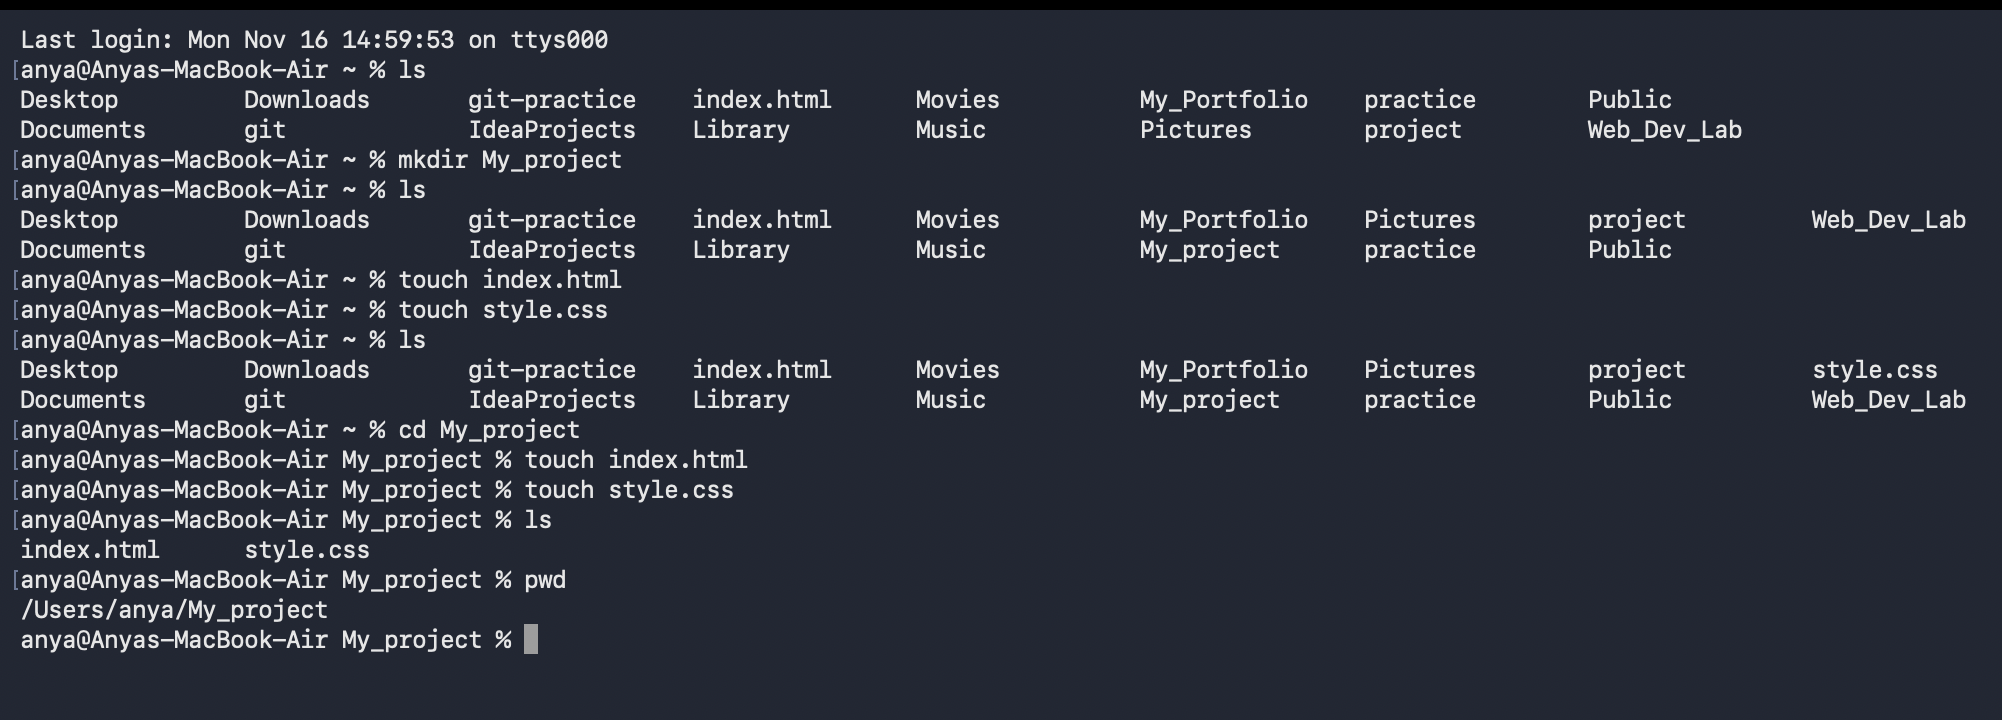 Last login: Mon Nov 16 14:59:53 on ttys000
[anya@Anyas-MacBook-Air ~ % ls
Desktop Downloads git-practice index.html Movies My_Portfolio practice Public
Documents git IdeaProjects Library Music Pictures project Web_Dev_Lab
[anya@Anyas-MacBook-Air ~ % mkdir My_project
[anya@Anyas-MacBook-Air ~ % ls
Desktop Downloads git-practice index.html Movies My_Portfolio Pictures project Web_Dev_Lab
Documents git IdeaProjects Library Music My_project practice Public
[anya@Anyas-MacBook-Air ~ % touch index.html
[anya@Anyas-MacBook-Air ~ % touch style.css
[anya@Anyas-MacBook-Air ~ % ls
Desktop Downloads git-practice index.html Movies My_Portfolio Pictures project style.css
Documents git IdeaProjects Library Music My_project practice Public Web_Dev_Lab
[anya@Anyas-MacBook-Air ~ % cd My_project
[anya@Anyas-MacBook-Air My_project % touch index.html
[anya@Anyas-MacBook-Air My_project % touch style.css
[anya@Anyas-MacBook-Air My_project % ls
index.html style.css
[anya@Anyas-MacBook-Air My_project % pwd
/Users/anya/My_project
anya@Anyas-MacBook-Air My_project %